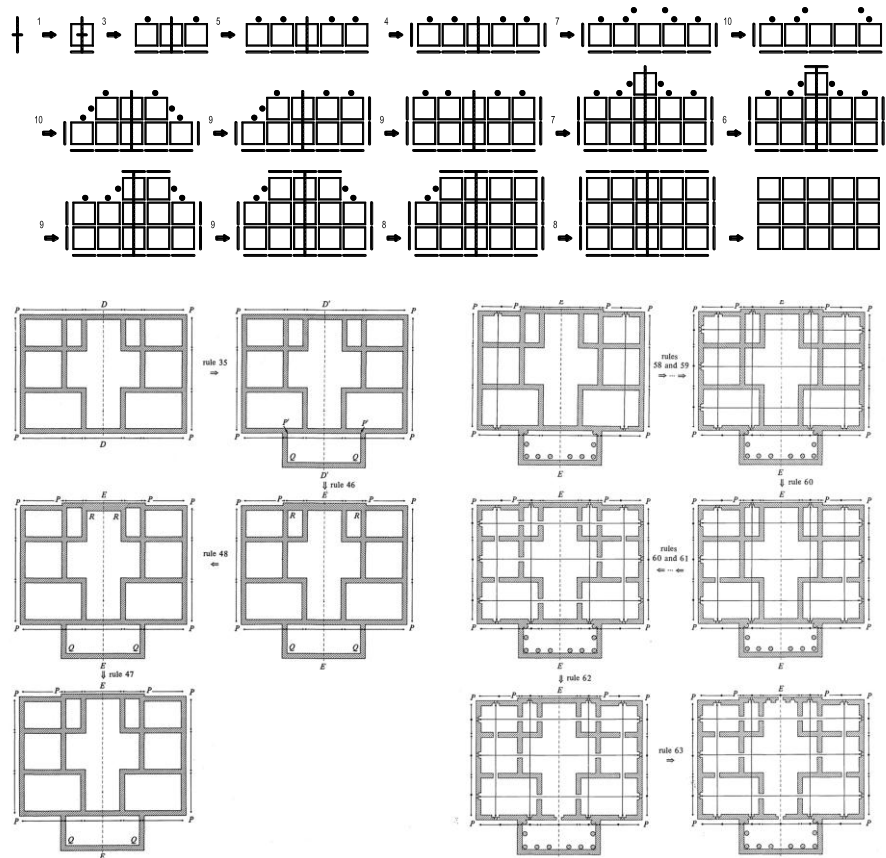 1 3 5 4 7 10
10 9 9 7 6
9 9 8 8
D D' E E
P P P P P P P P P P P P
rule 35
⇒
rules
58 and 59
⇒ ··· ⇒
P' P'
P P P P P P P P
D Q Q
D' E E
⇓ rule 46 ⇓ rule 60
E E E E
P P P P P P P P P P P P P P P P
R R R R
rule 48
⇐
rules
60 and 61
⇐ ··· ⇐
P P P P P P P P
Q Q Q Q
E E E E
⇓ rule 47 ⇓ rule 62
E E E
P P P P P P P P P P P P
rule 63
⇒
P P P P P P
Q Q
E